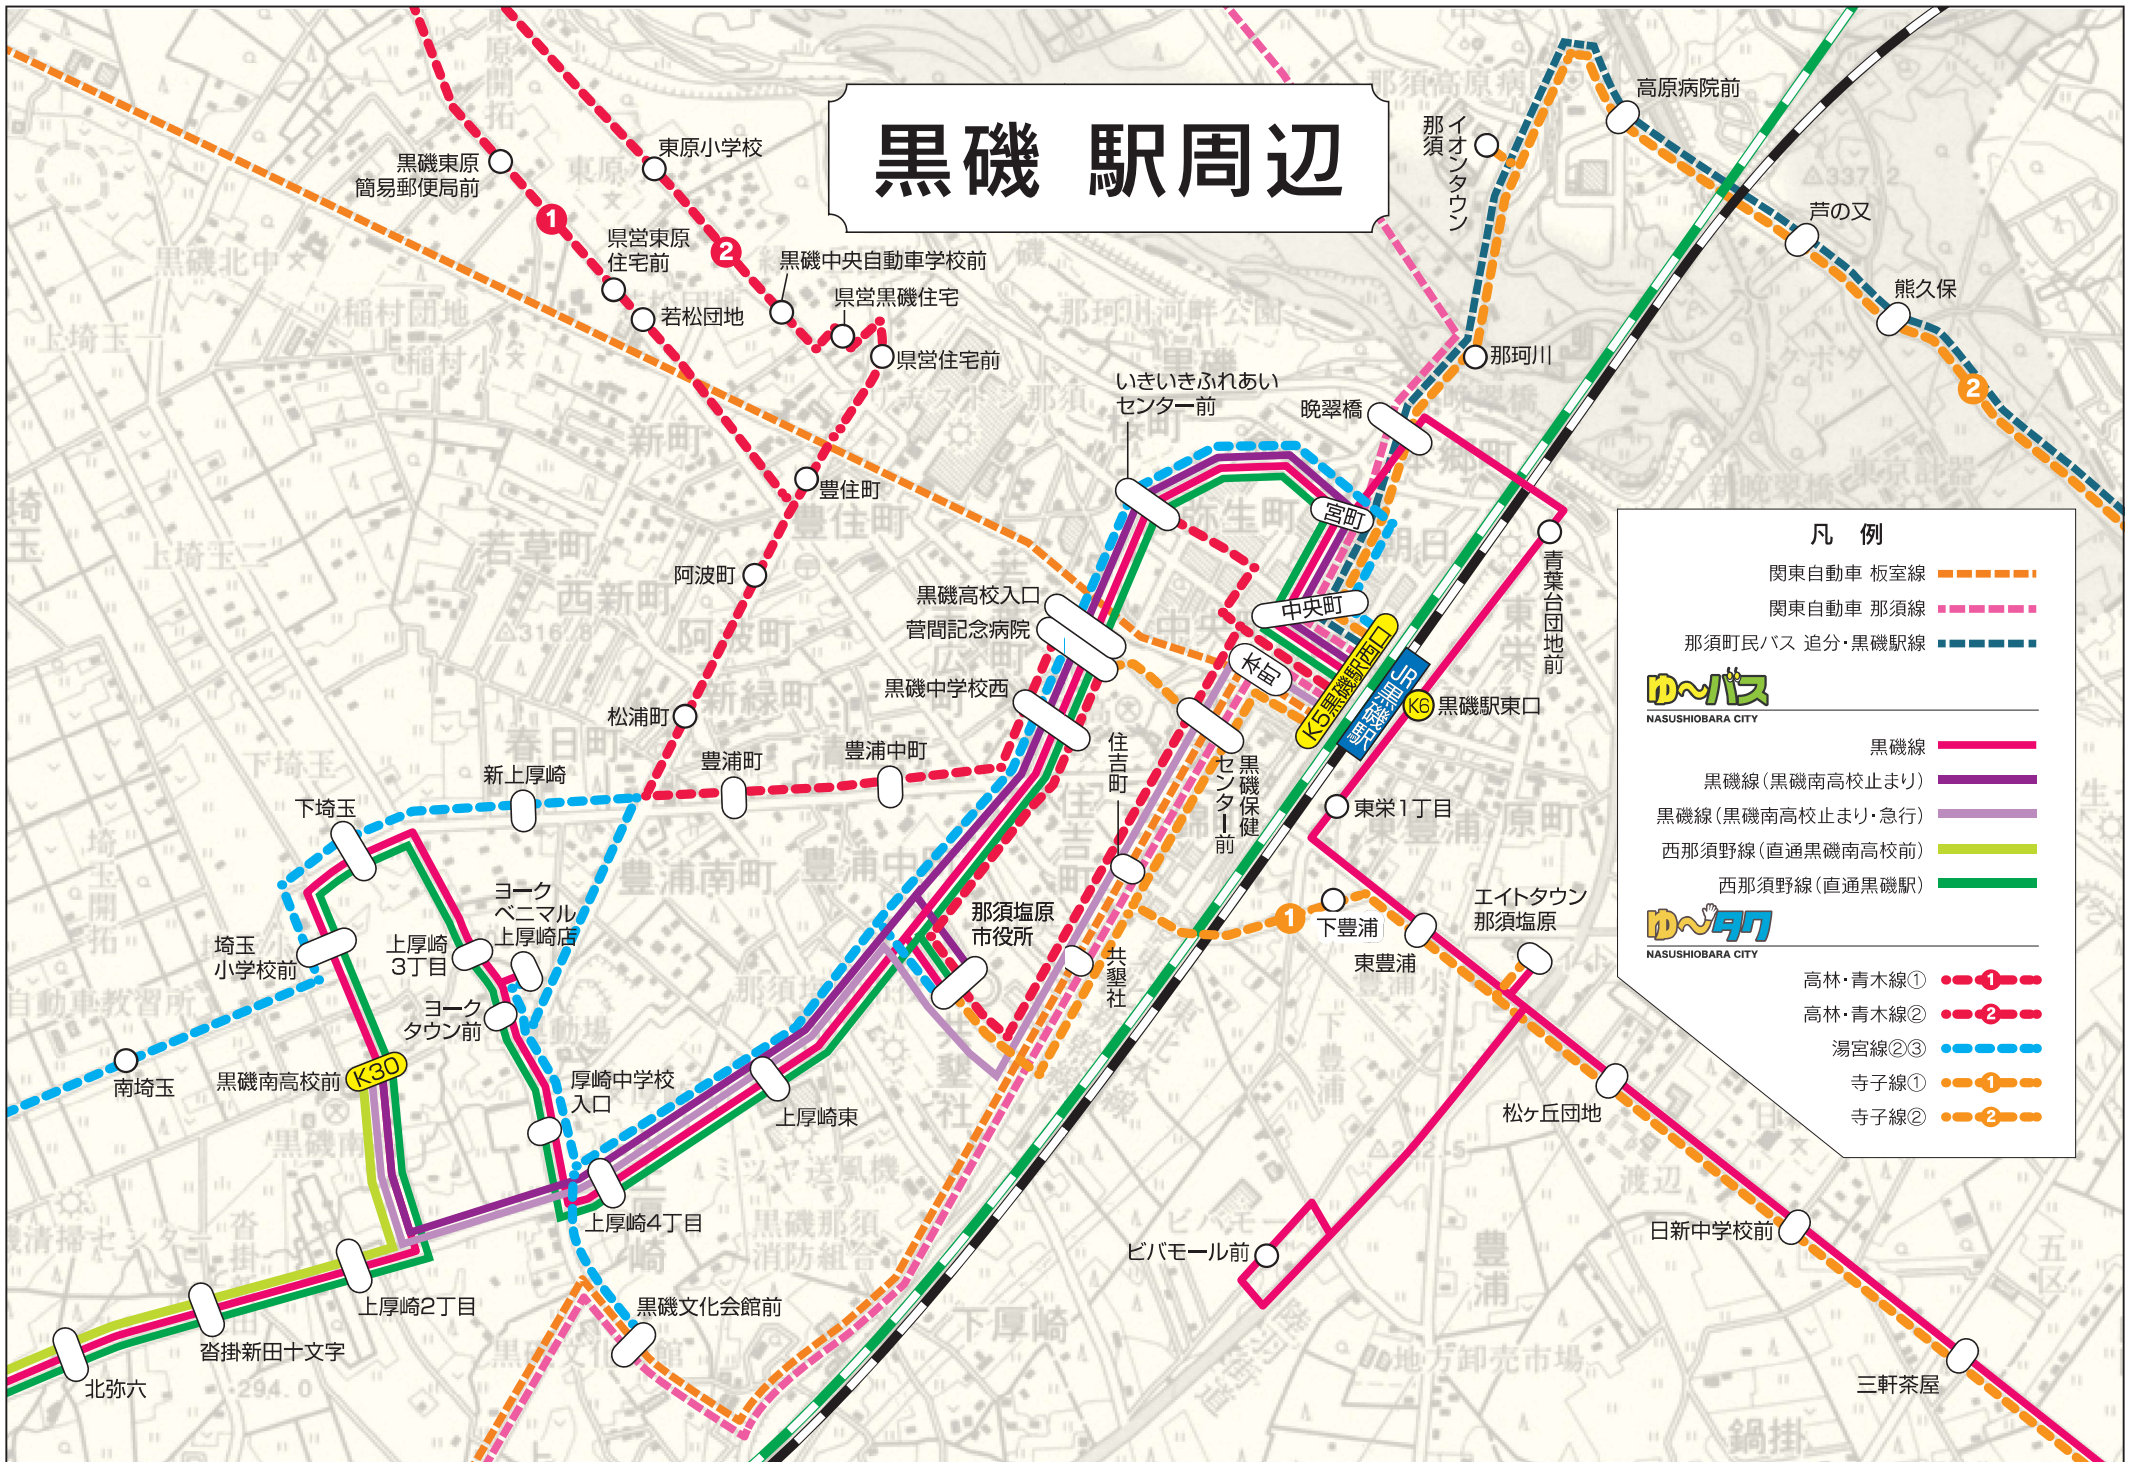 黒磯 駅周辺
黒磯東原
簡易郵便局前
東原小学校
県営東原
住宅前
若松団地
黒磯中央自動車学校前
県営黒磯住宅
県営住宅前
豊住町
阿波町
松浦町
豊浦町
豊浦中町
新上厚崎
下埼玉
埼玉
小学校前
南埼玉
上厚崎
3丁目
ヨーク
ベニマル
上厚崎店
ヨーク
タウン前
黒磯南高校前
K30
厚崎中学校
入口
上厚崎4丁目
上厚崎東
上厚崎2丁目
沓掛新田十文字
北弥六
黒磯文化会館前
那須塩原
市役所
黒磯高校入口
菅間記念病院
黒磯中学校西
いきいきふれあい
センター前
宮町
中央町
本町
晩翠橋
那珂川
イオンタウン
那須
高原病院前
芦の又
熊久保
青葉台団地前
K5黒磯駅西口
JR黒磯駅
K6
黒磯駅東口
黒磯保健
センター前
住吉町
共墾社
東栄1丁目
下豊浦
東豊浦
エイトタウン
那須塩原
松ヶ丘団地
日新中学校前
三軒茶屋
ビバモール前
1
2
1
2
凡 例
関東自動車 板室線
関東自動車 那須線
那須町民バス 追分・黒磯駅線
ゆ〜バス
NASUSHIOBARA CITY
黒磯線
黒磯線(黒磯南高校止まり)
黒磯線(黒磯南高校止まり・急行)
西那須野線(直通黒磯南高校前)
西那須野線(直通黒磯駅)
ゆ〜タク
NASUSHIOBARA CITY
高林・青木線① 1
高林・青木線② 2
湯宮線②③
寺子線① 1
寺子線② 2